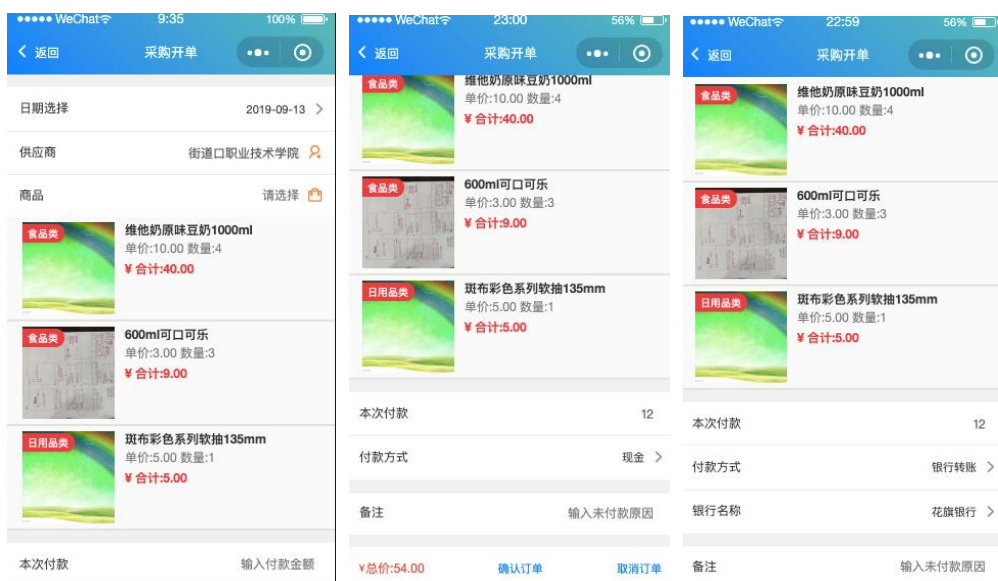 WeChat 9:35 100%
返回 采购开单
日期选择 2019-09-13
供应商 街道口职业技术学院
商品 请选择
食品类
维他奶原味豆奶1000ml
单价:10.00 数量:4
¥ 合计:40.00
食品类
600ml可口可乐
单价:3.00 数量:3
¥ 合计:9.00
日用品类
斑布彩色系列软抽135mm
单价:5.00 数量:1
¥ 合计:5.00
本次付款 输入付款金额
WeChat 23:00 56%
返回 采购开单
食品类
维他奶原味豆奶1000ml
单价:10.00 数量:4
¥ 合计:40.00
食品类
600ml可口可乐
单价:3.00 数量:3
¥ 合计:9.00
日用品类
斑布彩色系列软抽135mm
单价:5.00 数量:1
¥ 合计:5.00
本次付款 12
付款方式 现金
备注 输入未付款原因
¥总价:54.00 确认订单 取消订单
WeChat 22:59 56%
返回 采购开单
食品类
维他奶原味豆奶1000ml
单价:10.00 数量:4
¥ 合计:40.00
食品类
600ml可口可乐
单价:3.00 数量:3
¥ 合计:9.00
日用品类
斑布彩色系列软抽135mm
单价:5.00 数量:1
¥ 合计:5.00
本次付款 12
付款方式 银行转账
银行名称 花旗银行
备注 输入未付款原因